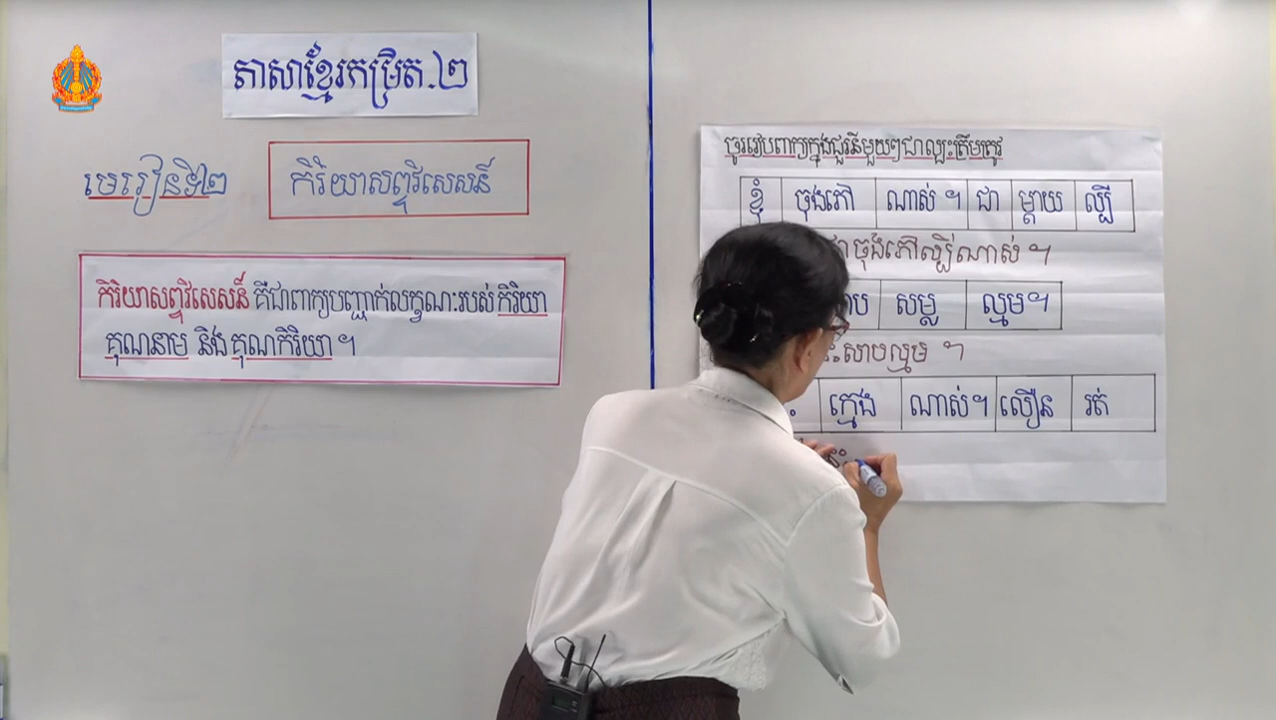 ភាសាខ្មែរកម្រិត.២
មេរៀនទី២
កិរិយាសព្ទវិសេសន៍
កិរិយាសព្ទវិសេសន៍ គឺជាពាក្យបញ្ជាក់លក្ខណៈរបស់ កិរិយា
គុណនាម និង គុណកិរិយា ។
ចូររៀបពាក្យក្នុងជួរនីមួយៗជាល្បះត្រឹមត្រូវ
ខ្ញុំ ចុងភៅ ណាស់ ។ ជា ម្ដាយ ល្បី
ជាចុងភៅល្បីណាស់ ។
សម្ល ល្មម។
សាបល្មម ។
ក្មេង ណាស់។ លឿន រត់